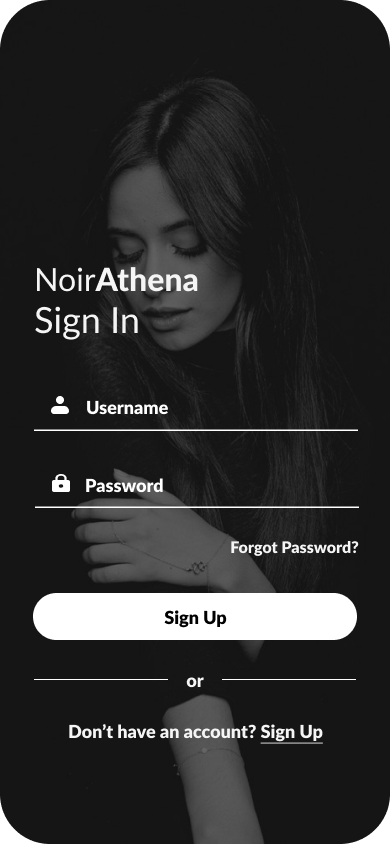 NoirAthena
Sign In
Username
Password
Forgot Password?
Sign Up
or
Don’t have an account? Sign Up